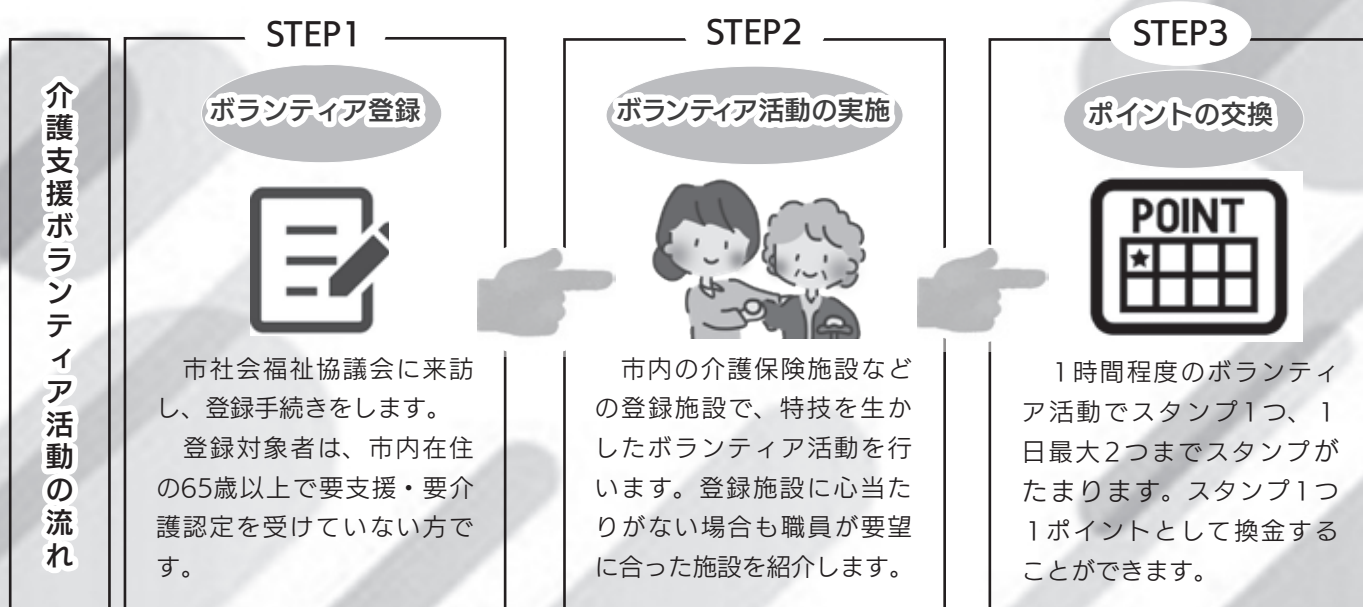 介護支援ボランティア活動の流れ
STEP1
ボランティア登録
市社会福祉協議会に来訪
し、登録手続きをします。
登録対象者は、市内在住
の65歳以上で要支援・要介
護認定を受けていない方で
す。
STEP2
ボランティア活動の実施
市内の介護保険施設など
の登録施設で、特技を生か
したボランティア活動を行
います。登録施設に心当た
りがない場合も職員が要望
に合った施設を紹介します。
STEP3
ポイントの交換
POINT
1時間程度のボランティ
ア活動でスタンプ1つ、1
日最大2つまでスタンプが
たまります。スタンプ1つ
1ポイントとして換金する
ことができます。